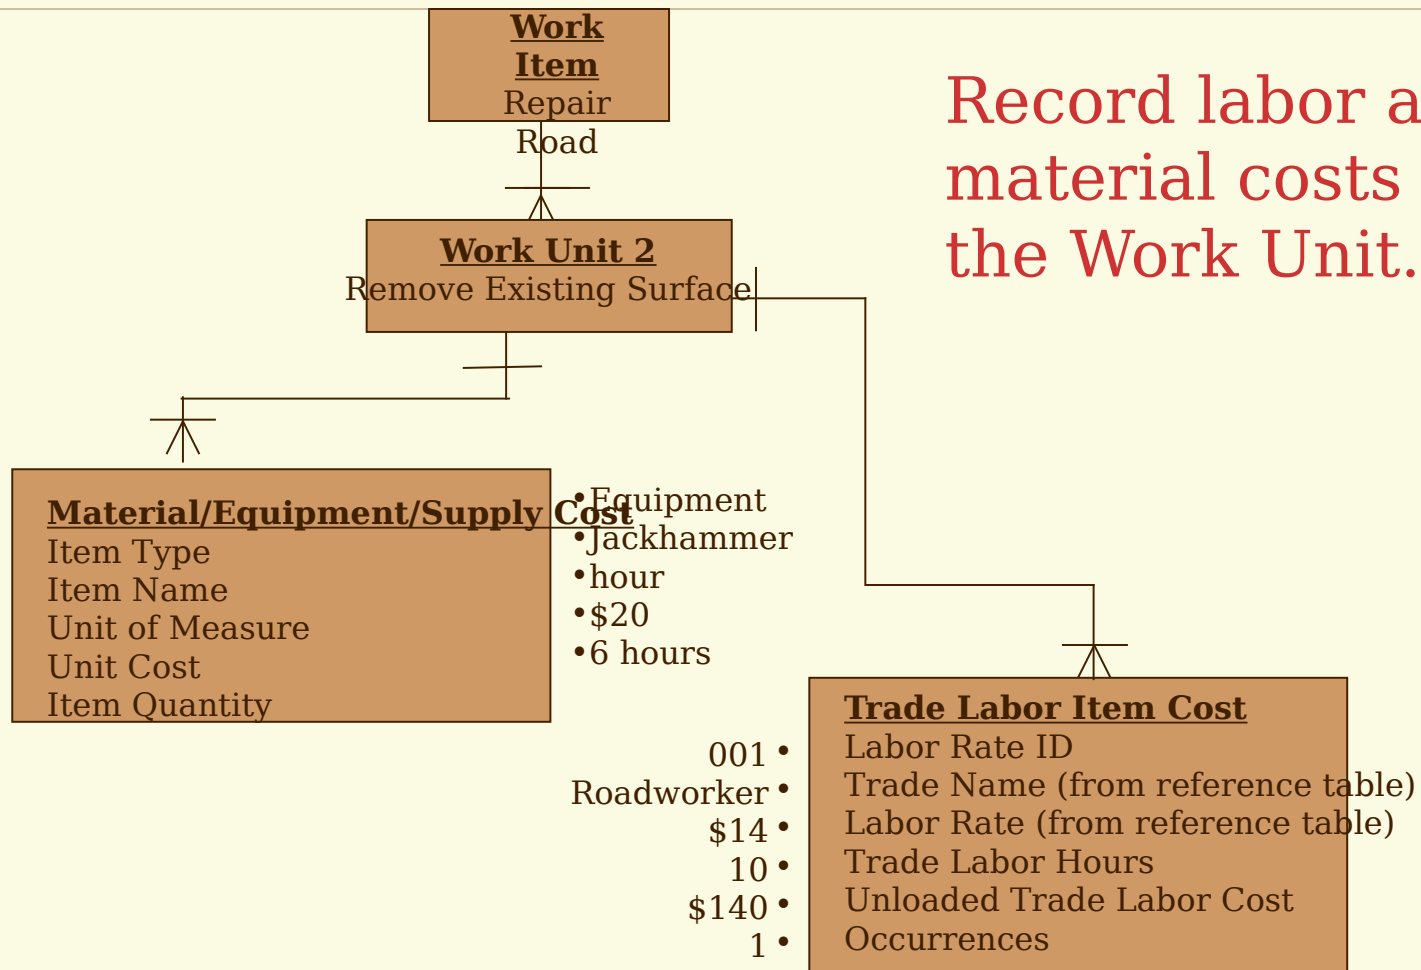 Work
Item
Repair
Road
Record labor a
material costs
the Work Unit.
Work Unit 2
Remove Existing Surface
Material/Equipment/Supply Cost
Item Type
Item Name
Unit of Measure
Unit Cost
Item Quantity
•Equipment
•Jackhammer
•hour
•$20
•6 hours
001 •
Roadworker •
$14 •
10 •
$140 •
1 •
Trade Labor Item Cost
Labor Rate ID
Trade Name (from reference table)
Labor Rate (from reference table)
Trade Labor Hours
Unloaded Trade Labor Cost
Occurrences